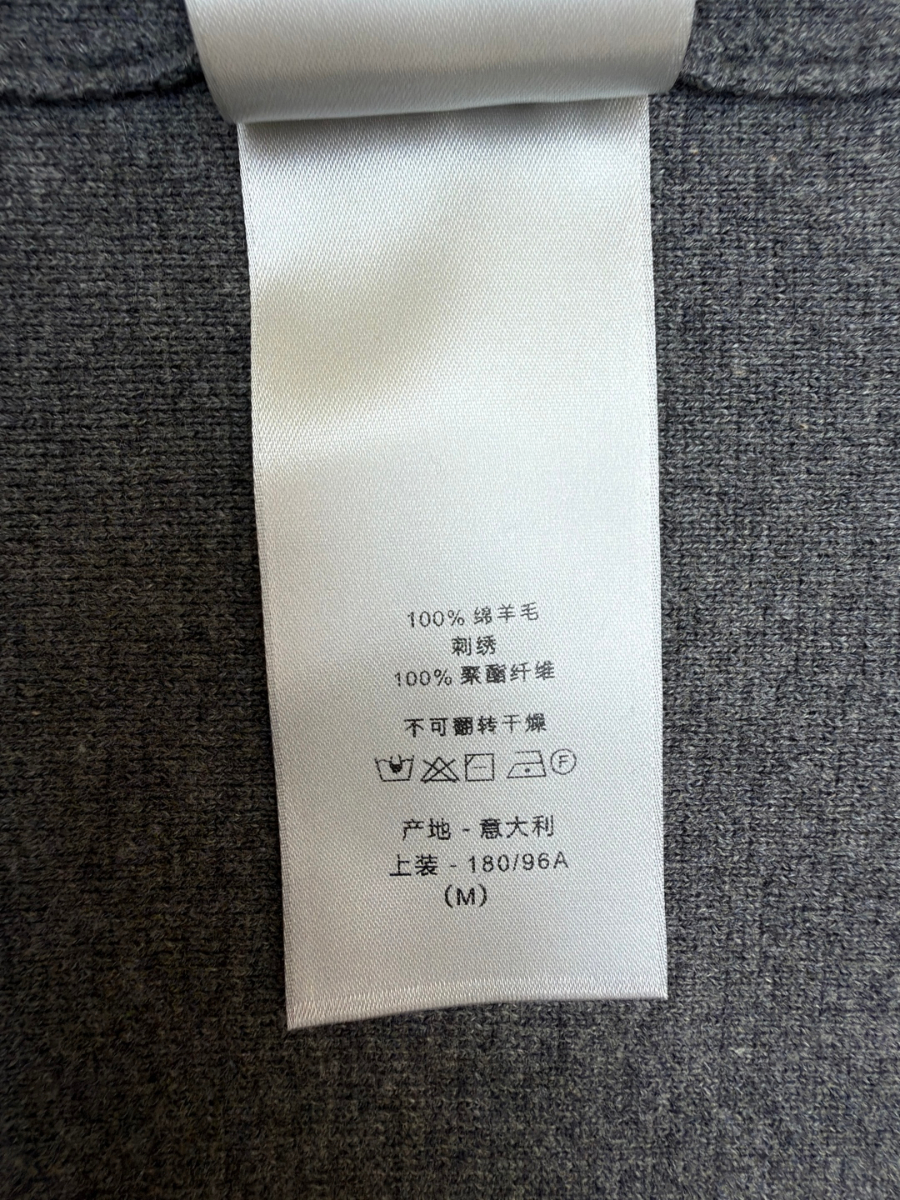 100% 绵羊毛
刺绣
100% 聚酯纤维
不可翻转干燥
F
产地 - 意大利
上装 - 180/96A
(M)